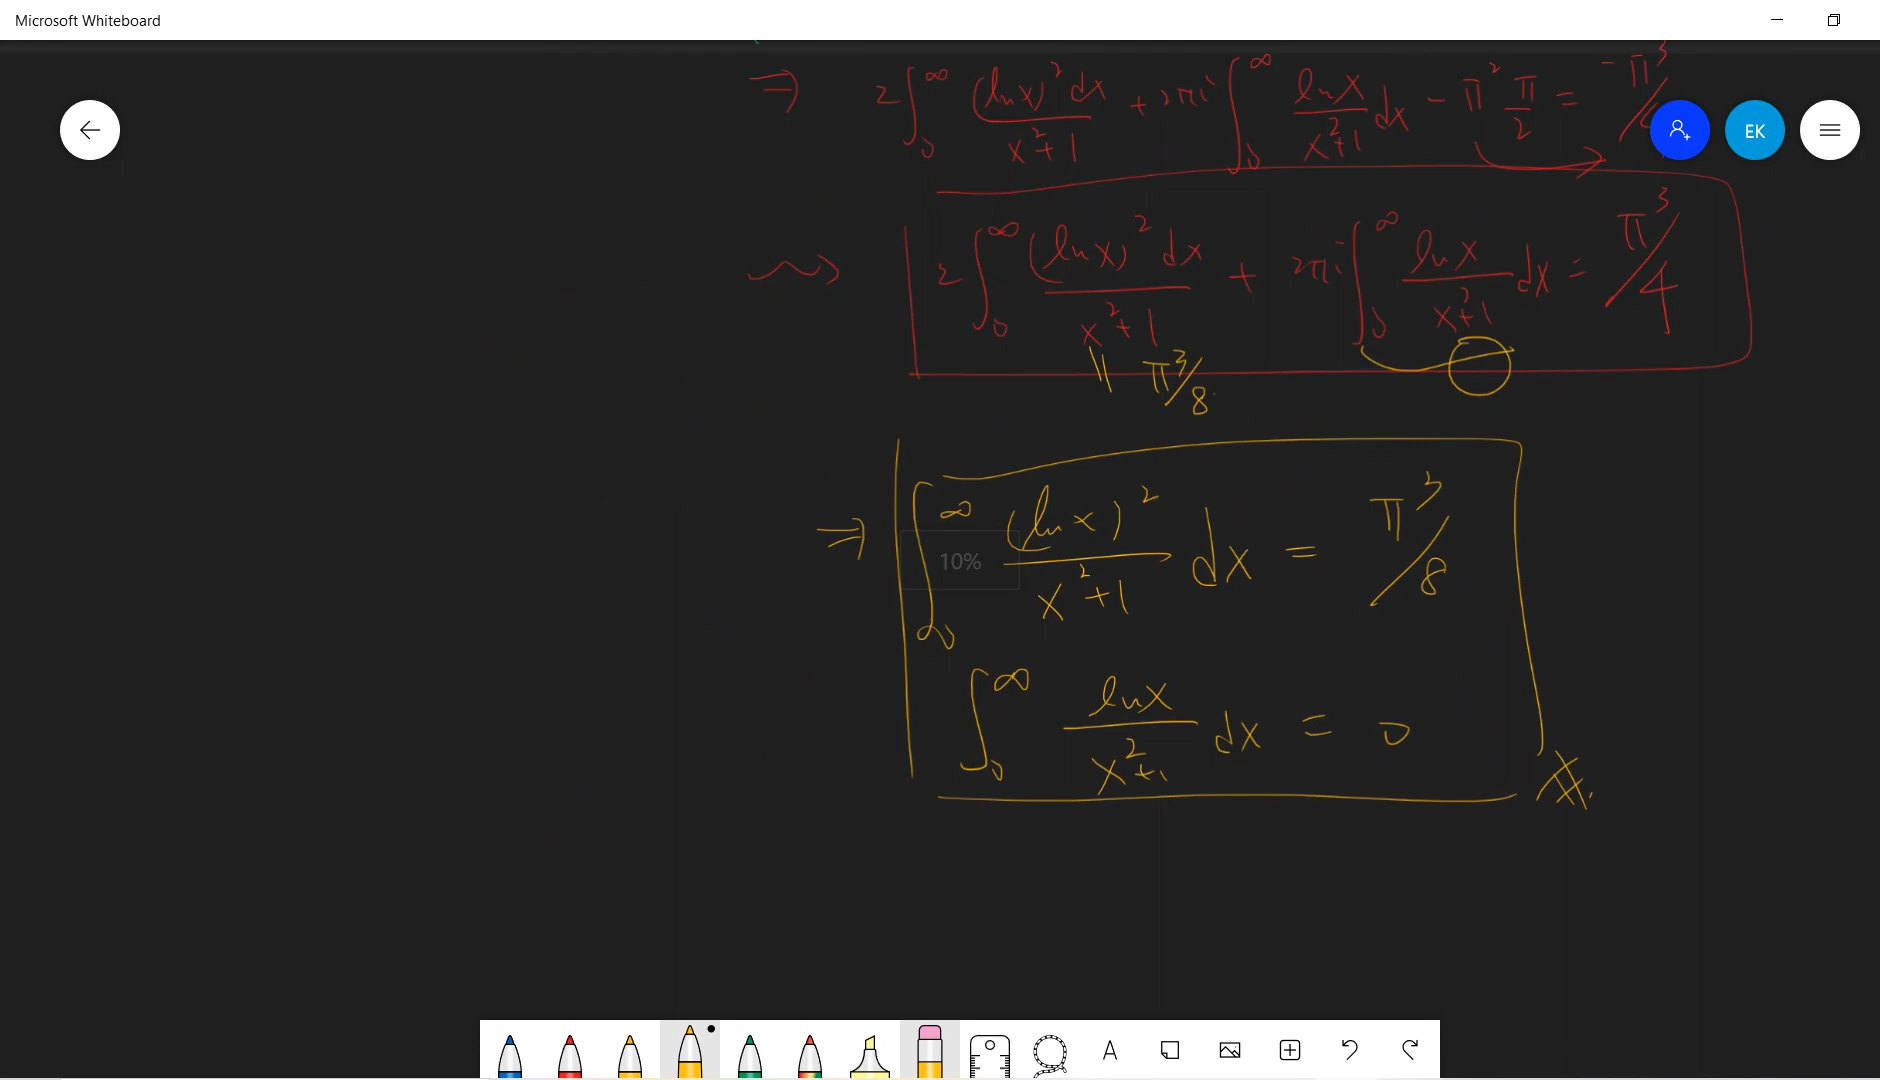 Microsoft Whiteboard
⇒ 2∫₀^∞ (ln x)² dx / (x²+1) + 2πi ∫₀^∞ ln x / (x²+1) dx − π² π/2 = −π³/4
EK
⇝ 2∫₀^∞ (ln x)² dx / (x²+1) + 2πi ∫₀^∞ ln x / (x²+1) dx = π³/4
|| π³/8
⇒ ∫₀^∞ (ln x)² / (x²+1) dx = π³/8
10%
∫₀^∞ ln x / (x²+1) dx = 0
A